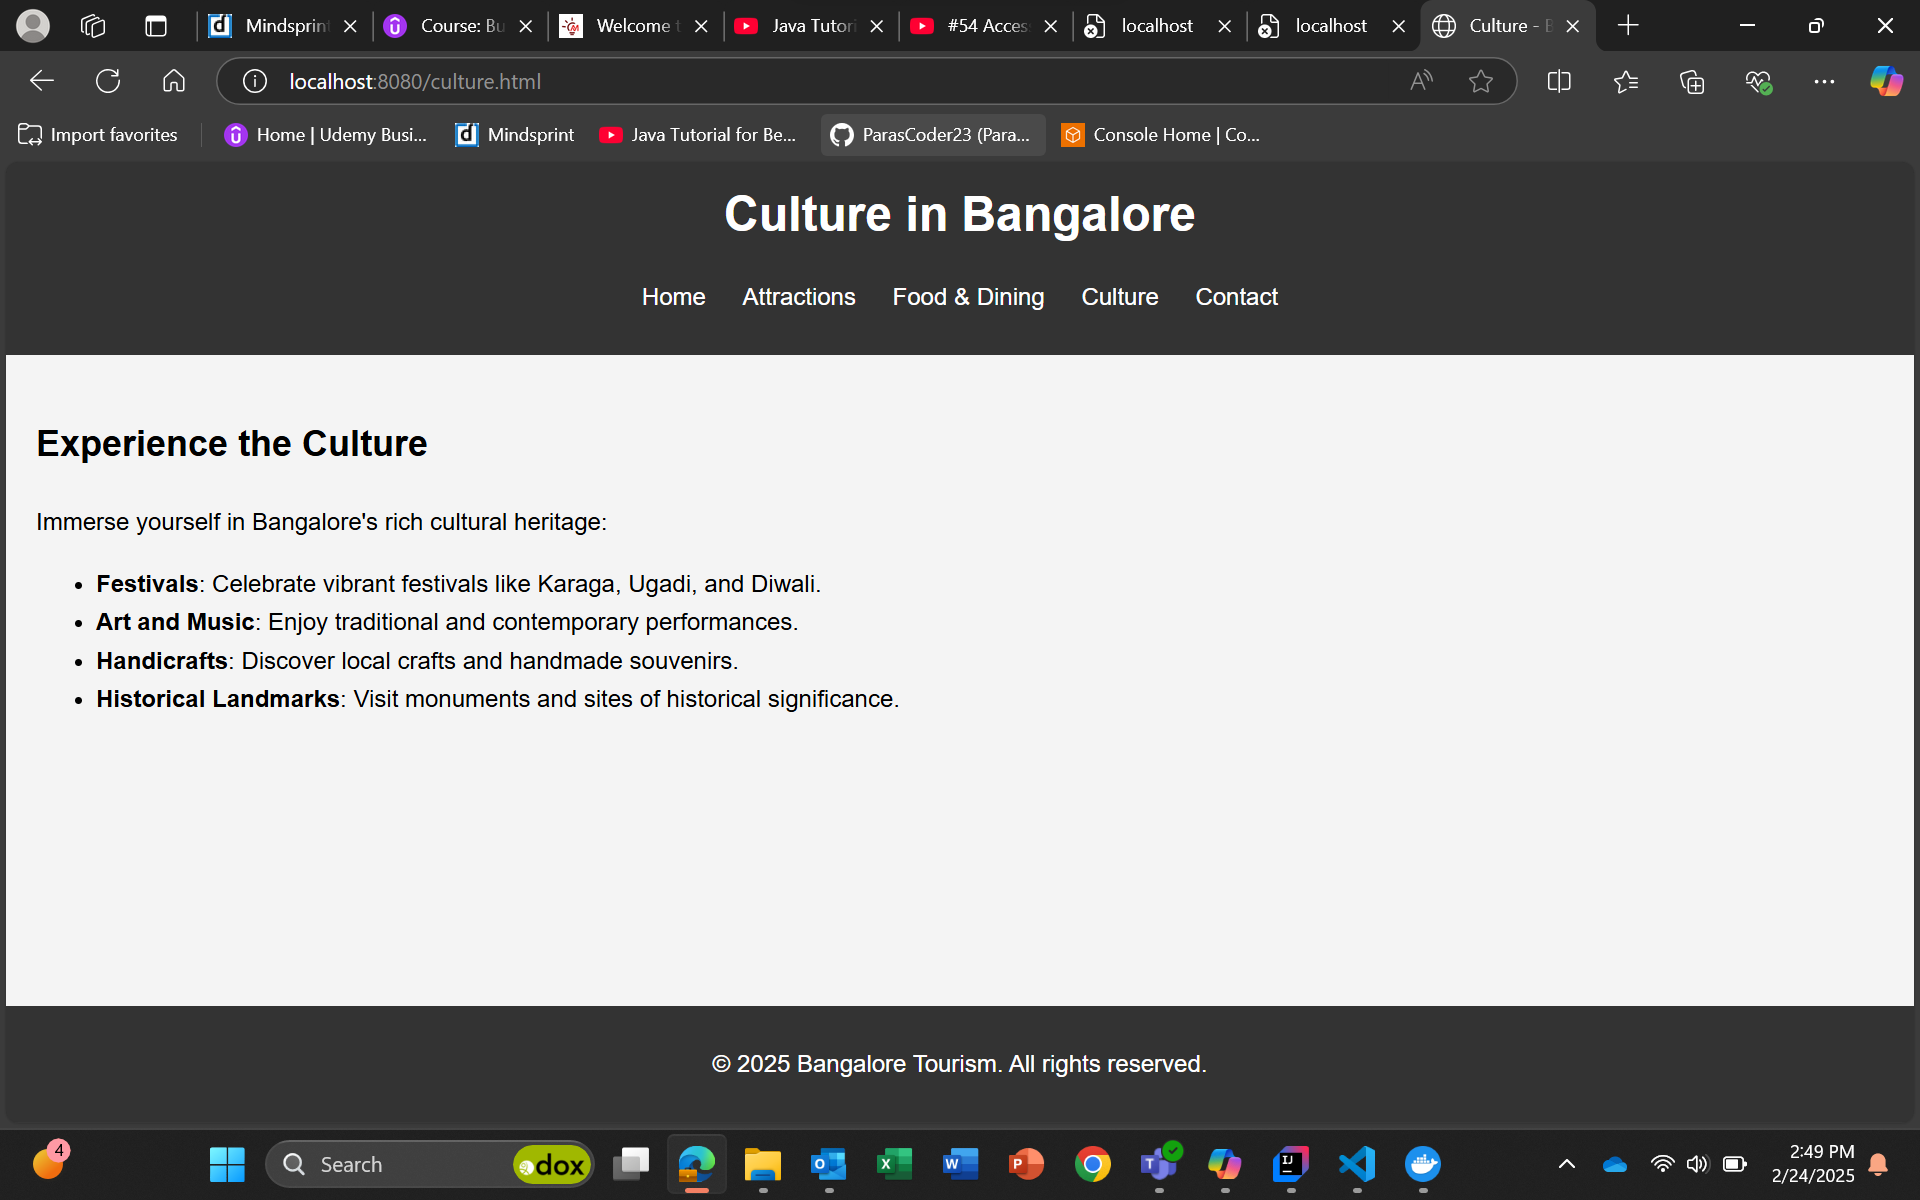 Mindsprint
Course: Bu
Welcome t
Java Tutori
#54 Acces
localhost
localhost
Culture - B
localhost:8080/culture.html
Import favorites
Home | Udemy Busi...
Mindsprint
Java Tutorial for Be...
ParasCoder23 (Para...
Console Home | Co...
Culture in Bangalore
Home Attractions Food & Dining Culture Contact
Experience the Culture
Immerse yourself in Bangalore's rich cultural heritage:
• Festivals: Celebrate vibrant festivals like Karaga, Ugadi, and Diwali.
• Art and Music: Enjoy traditional and contemporary performances.
• Handicrafts: Discover local crafts and handmade souvenirs.
• Historical Landmarks: Visit monuments and sites of historical significance.
© 2025 Bangalore Tourism. All rights reserved.
4
Search
dox
2:49 PM
2/24/2025